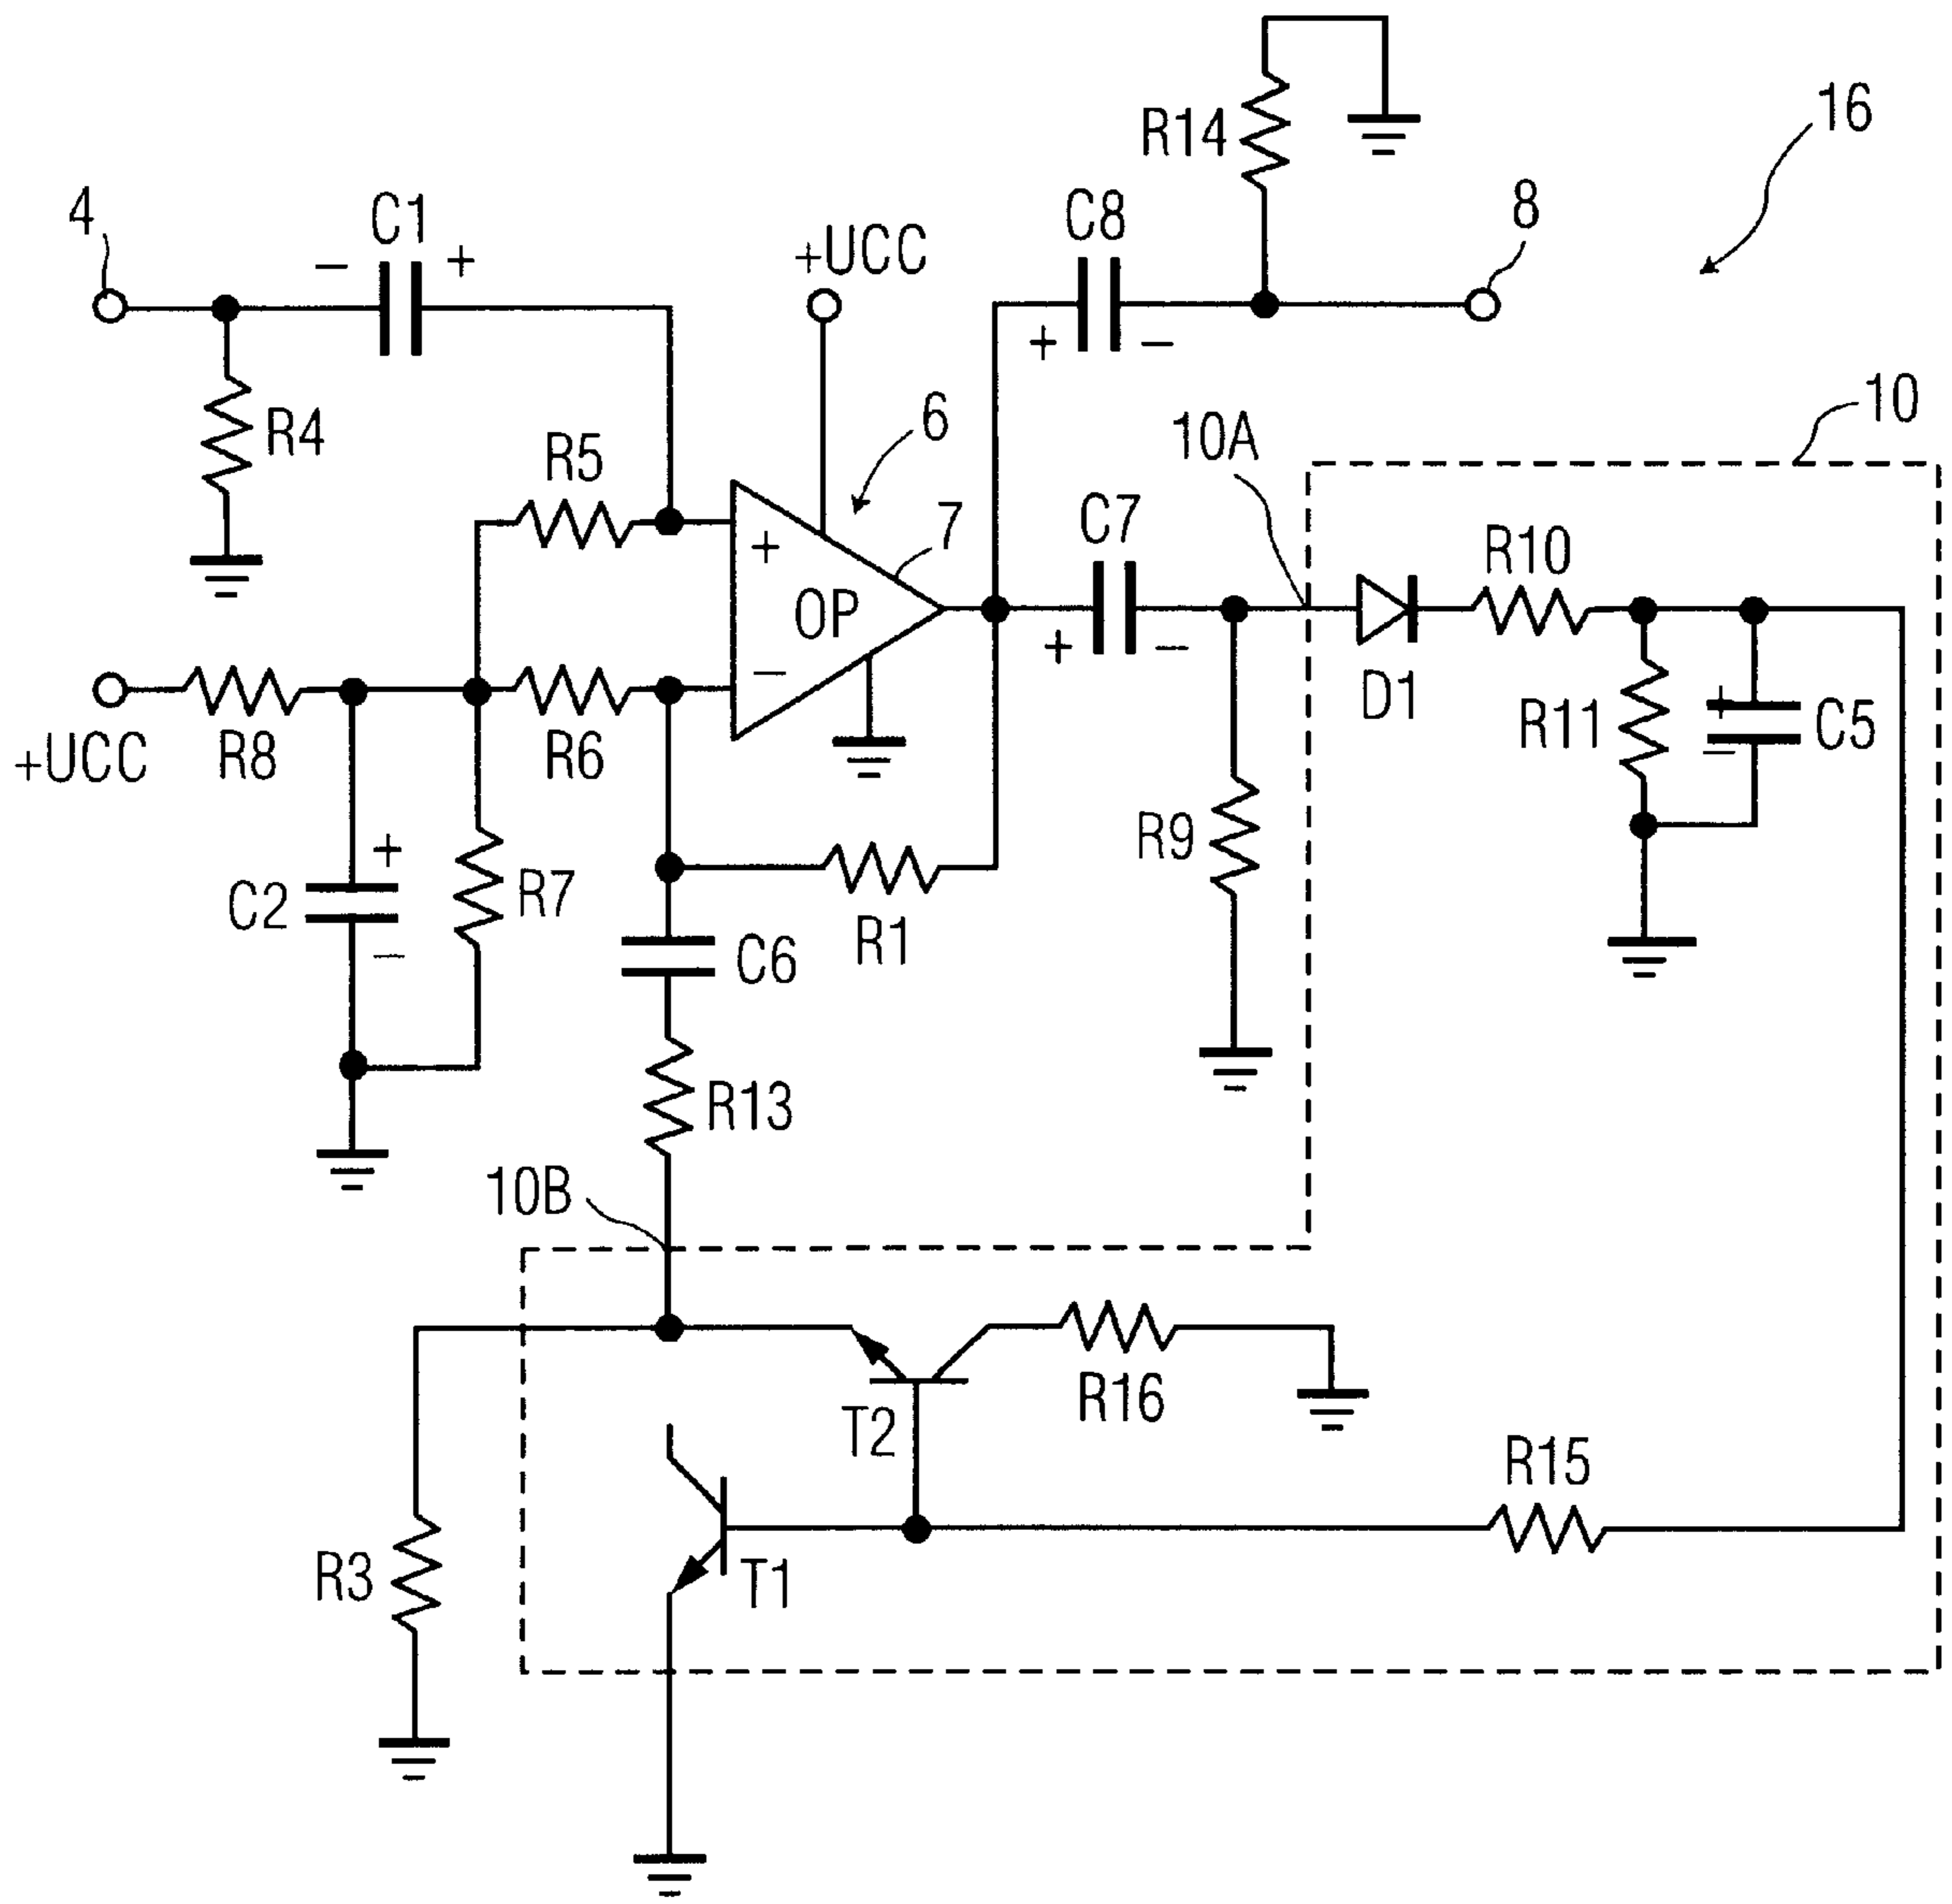 R14
16
4
C1
− +
+UCC
C8
+ −
8
R4
R5
6
10A
10
7
C7
+ −
R10
+
OP
−
D1
R11
+
−
C5
+UCC
R8
R6
R9
C2
+
−
R7
R1
C6
R13
10B
T2
R16
R15
R3
T1